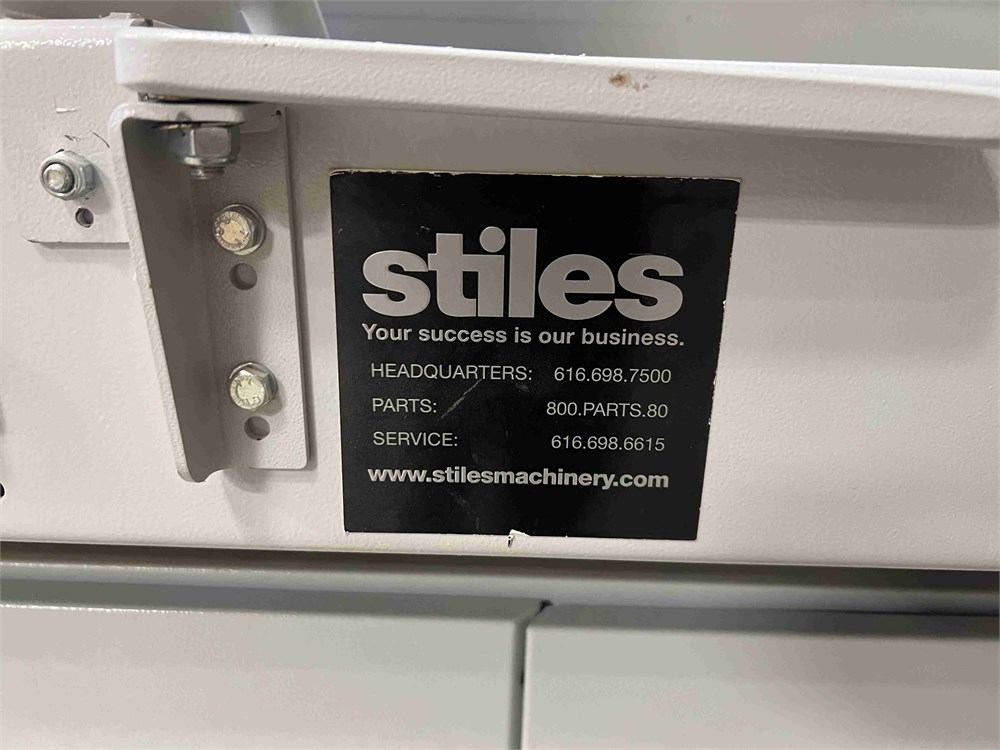 stiles
Your success is our business.
HEADQUARTERS: 616.698.7500
PARTS: 800.PARTS.80
SERVICE: 616.698.6615
www.stilesmachinery.com